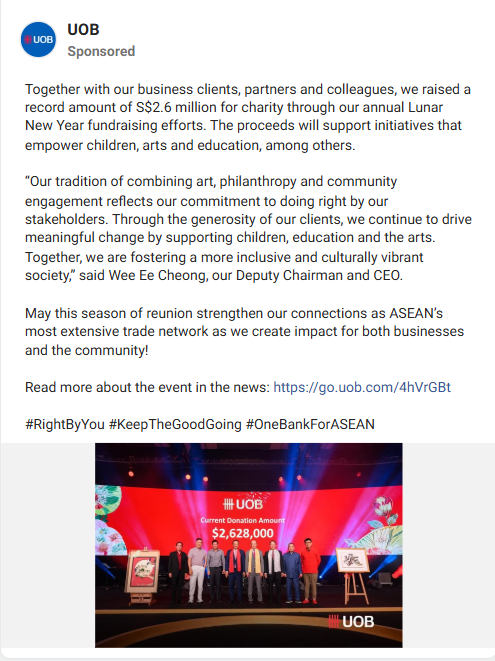 UOB
UOB
Sponsored
Together with our business clients, partners and colleagues, we raised a
record amount of S$2.6 million for charity through our annual Lunar
New Year fundraising efforts. The proceeds will support initiatives that
empower children, arts and education, among others.
“Our tradition of combining art, philanthropy and community
engagement reflects our commitment to doing right by our
stakeholders. Through the generosity of our clients, we continue to drive
meaningful change by supporting children, education and the arts.
Together, we are fostering a more inclusive and culturally vibrant
society,” said Wee Ee Cheong, our Deputy Chairman and CEO.
May this season of reunion strengthen our connections as ASEAN’s
most extensive trade network as we create impact for both businesses
and the community!
Read more about the event in the news: https://go.uob.com/4hVrGBt
#RightByYou #KeepTheGoodGoing #OneBankForASEAN
UOB
Current Donation Amount
$2,628,000
UOB